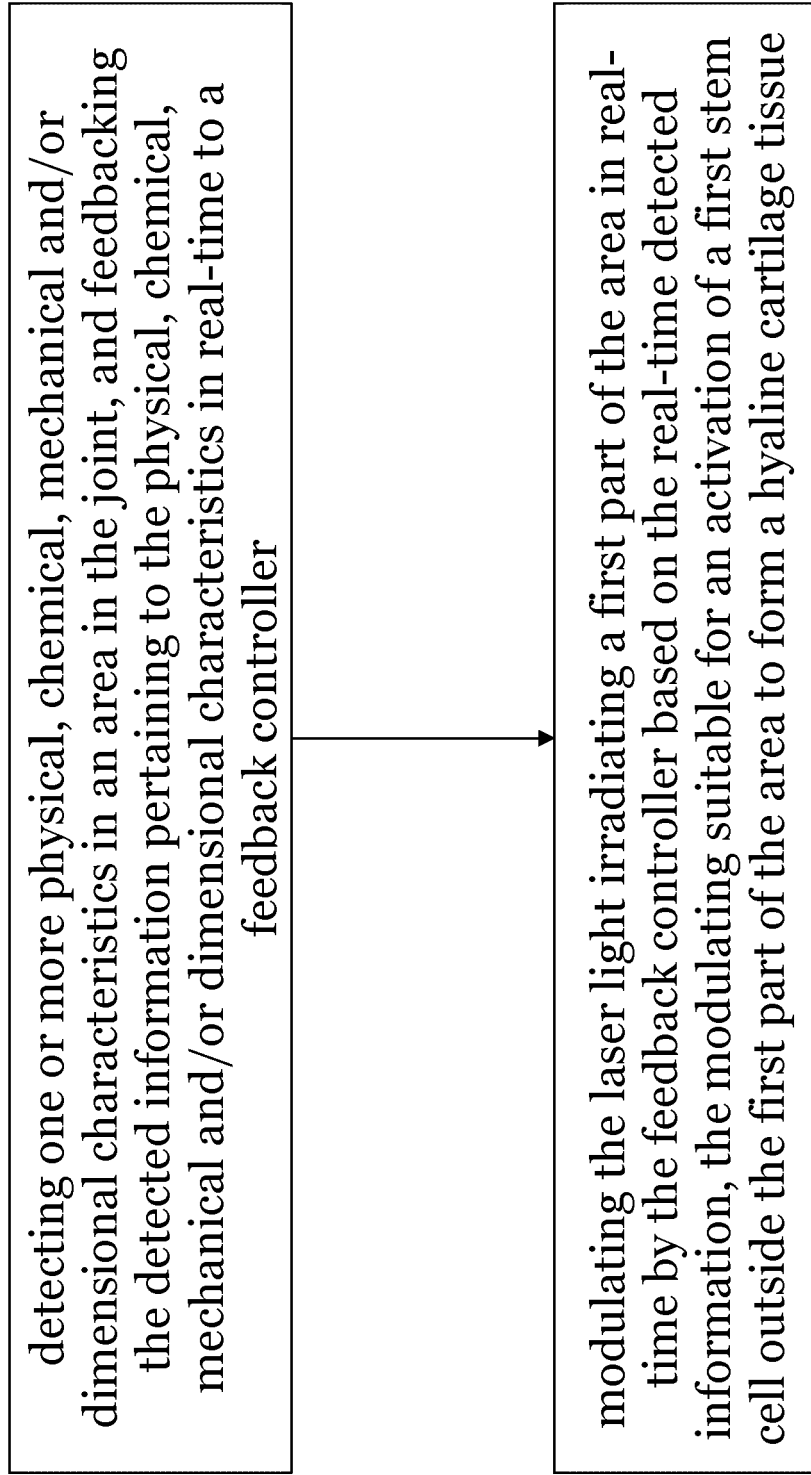 detecting one or more physical, chemical, mechanical and/or
dimensional characteristics in an area in the joint, and feedbacking
the detected information pertaining to the physical, chemical,
mechanical and/or dimensional characteristics in real-time to a
feedback controller
modulating the laser light irradiating a first part of the area in real-
time by the feedback controller based on the real-time detected
information, the modulating suitable for an activation of a first stem
cell outside the first part of the area to form a hyaline cartilage tissue